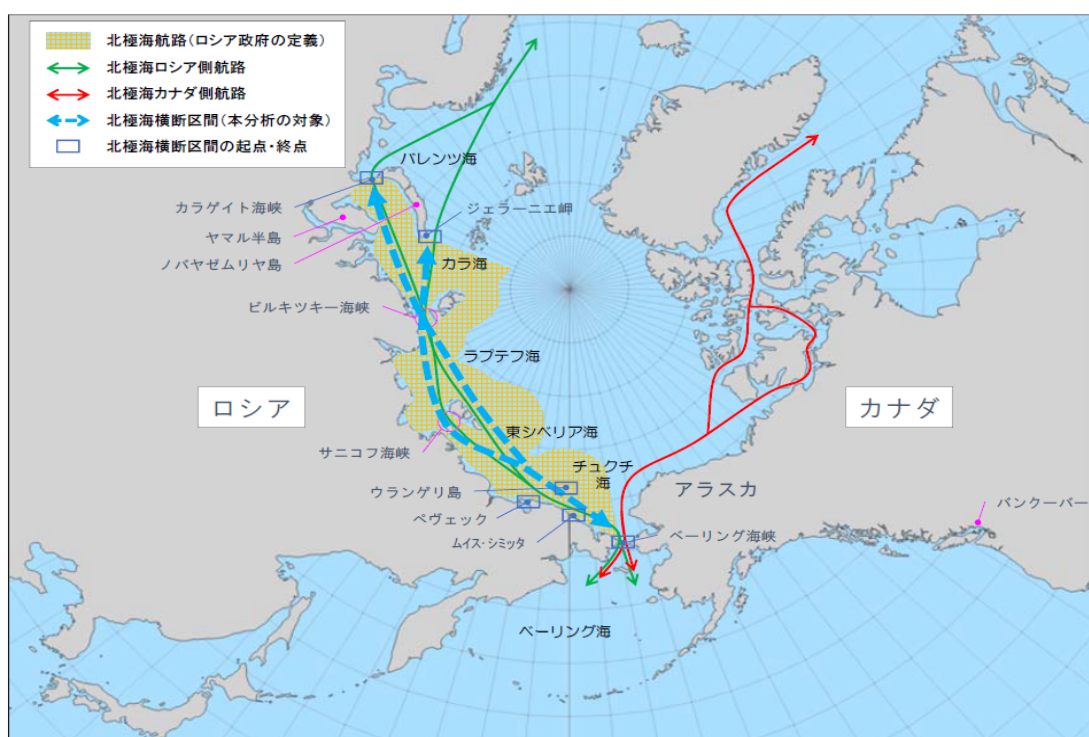 北極海航路(ロシア政府の定義)
北極海ロシア側航路
北極海カナダ側航路
北極海横断区間(本分析の対象)
北極海横断区間の起点・終点
バレンツ海
カラゲイト海峡
ジェラーニエ岬
ヤマル半島
ノバヤゼムリヤ島
カラ海
ビルキツキー海峡
ラプテフ海
ロシア
カナダ
東シベリア海
サニコフ海峡
チュクチ
海
ウランゲリ島
アラスカ
ペヴェック
バンクーバー
ムイス・シミッタ
ベーリング海峡
ベーリング海